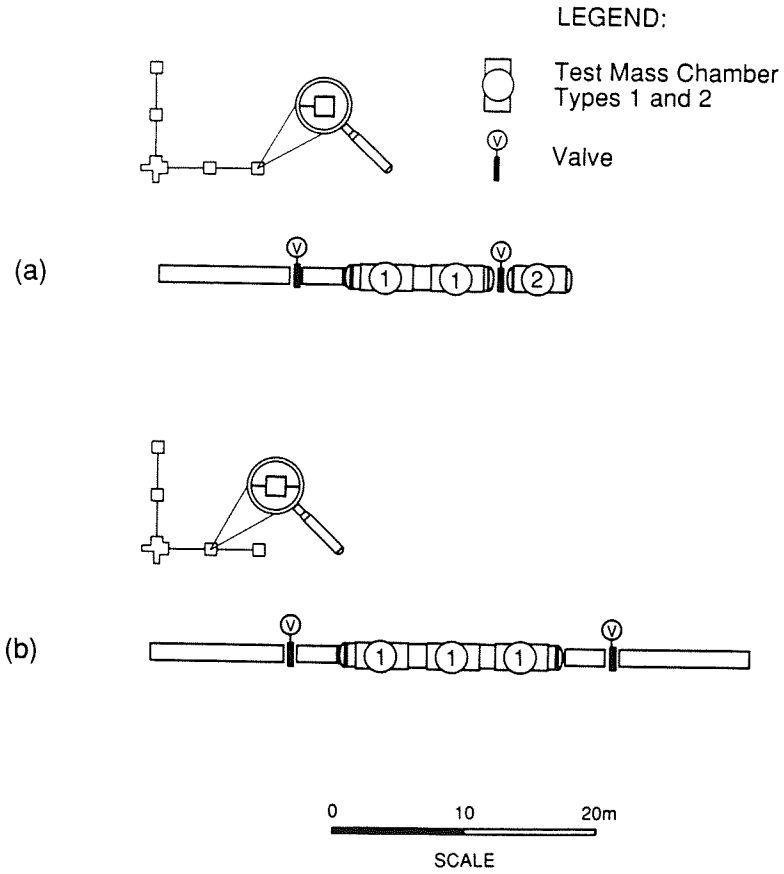 LEGEND:
Test Mass Chamber
Types 1 and 2
V
Valve
(a)
V
V
1
1
2
(b)
V
V
1
1
1
0
10
20m
SCALE